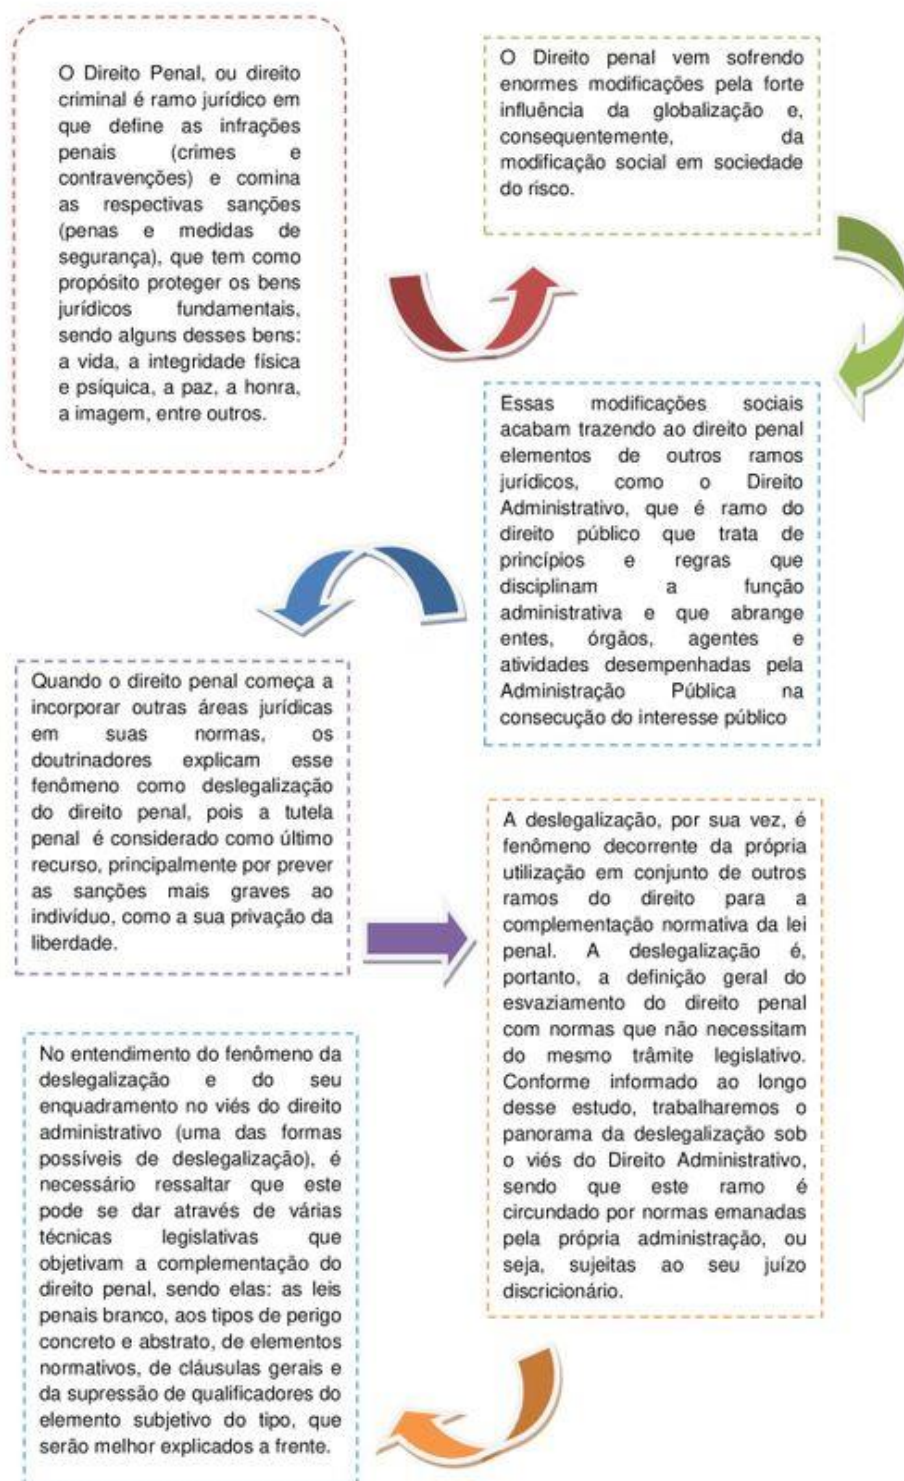 O Direito Penal, ou direito
criminal é ramo jurídico em
que define as infrações
penais (crimes e
contravenções) e comina
as respectivas sanções
(penas e medidas de
segurança), que tem como
propósito proteger os bens
jurídicos fundamentais,
sendo alguns desses bens:
a vida, a integridade física
e psíquica, a paz, a honra,
a imagem, entre outros.
O Direito penal vem sofrendo
enormes modificações pela forte
influência da globalização e,
consequentemente, da
modificação social em sociedade
do risco.
Essas modificações sociais
acabam trazendo ao direito penal
elementos de outros ramos
jurídicos, como o Direito
Administrativo, que é ramo do
direito público que trata de
princípios e regras que
disciplinam a função
administrativa e que abrange
entes, órgãos, agentes e
atividades desempenhadas pela
Administração Pública na
consecução do interesse público
Quando o direito penal começa a
incorporar outras áreas jurídicas
em suas normas, os
doutrinadores explicam esse
fenômeno como deslegalização
do direito penal, pois a tutela
penal é considerado como último
recurso, principalmente por prever
as sanções mais graves ao
indivíduo, como a sua privação da
liberdade.
A deslegalização, por sua vez, é
fenômeno decorrente da própria
utilização em conjunto de outros
ramos do direito para a
complementação normativa da lei
penal. A deslegalização é,
portanto, a definição geral do
esvaziamento do direito penal
com normas que não necessitam
do mesmo trâmite legislativo.
Conforme informado ao longo
desse estudo, trabalharemos o
panorama da deslegalização sob
o viés do Direito Administrativo,
sendo que este ramo é
circundado por normas emanadas
pela própria administração, ou
seja, sujeitas ao seu juízo
discricionário.
No entendimento do fenômeno da
deslegalização e do seu
enquadramento no viés do direito
administrativo (uma das formas
possíveis de deslegalização), é
necessário ressaltar que este
pode se dar através de várias
técnicas legislativas que
objetivam a complementação do
direito penal, sendo elas: as leis
penais branco, aos tipos de perigo
concreto e abstrato, de elementos
normativos, de cláusulas gerais e
da supressão de qualificadores do
elemento subjetivo do tipo, que
serão melhor explicados a frente.